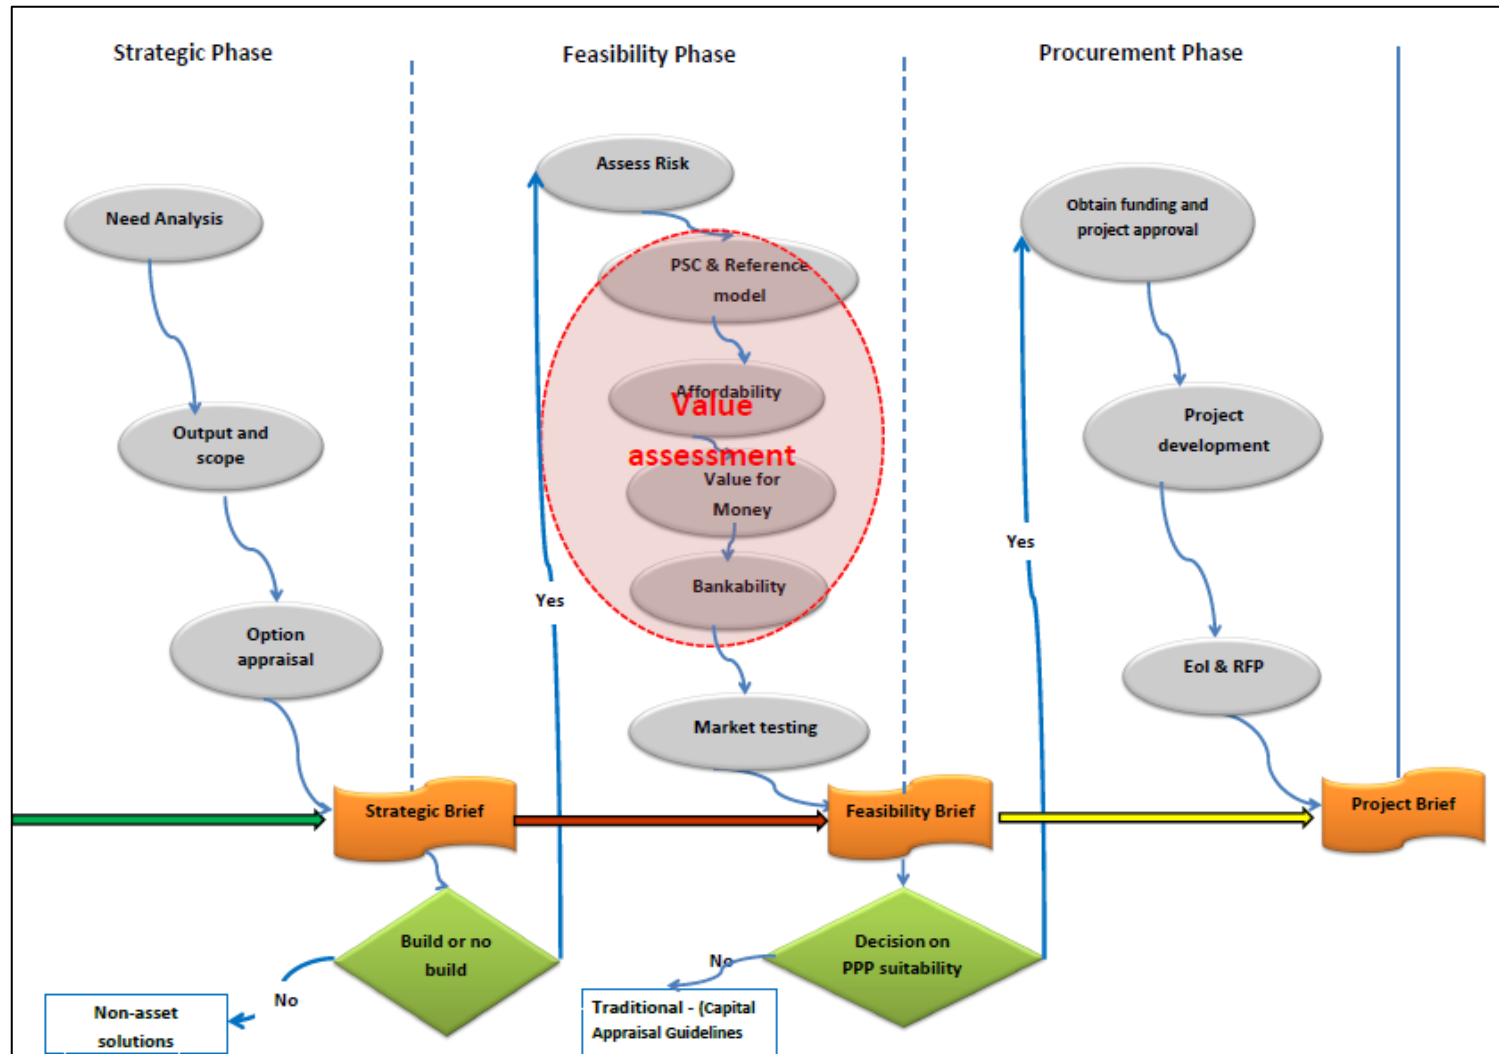 Strategic Phase
Feasibility Phase
Procurement Phase
Need Analysis
Output and
scope
Option
appraisal
Strategic Brief
Build or no
build
No
Non-asset
solutions
Yes
Assess Risk
PSC & Reference
model
Affordability
Value
assessment
Value for
Money
Bankability
Market testing
Feasibility Brief
Decision on
PPP suitability
No
Traditional - (Capital
Appraisal Guidelines
Yes
Obtain funding and
project approval
Project
development
EoI & RFP
Project Brief